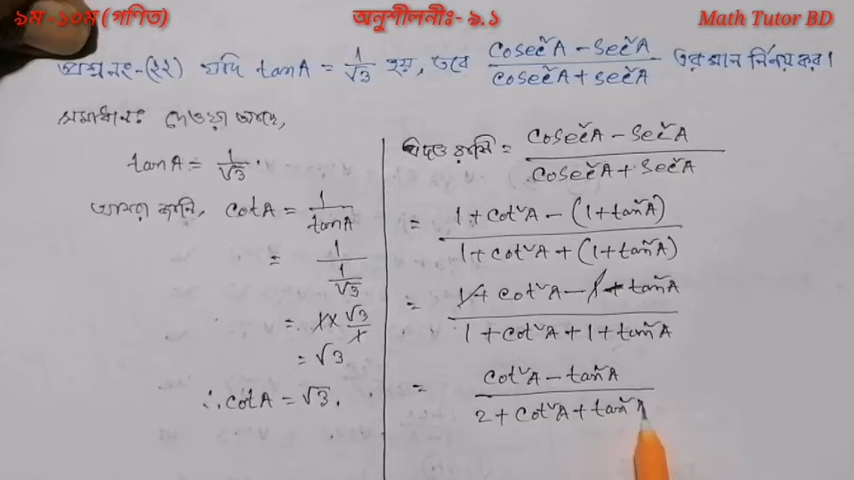 ৯ম - ১০ম (গণিত) অনুশীলনীঃ- ৯.১ Math Tutor BD
প্রশ্ন নং-(২২) যদি tanA = 1/√3 হয়, তবে (cosec²A - sec²A)/(cosec²A + sec²A) এর মান নির্ণয় কর।
সমাধানঃ দেওয়া আছে,
tanA = 1/√3.
আমরা জানি, cotA = 1/tanA
= 1/(1/√3)
= 1 × √3/1
= √3
∴ cotA = √3.
প্রদত্ত রাশি = (cosec²A - sec²A)/(cosec²A + sec²A)
= (1 + cot²A - (1 + tan²A))/(1 + cot²A + (1 + tan²A))
= (1 + cot²A - 1 + tan²A)/(1 + cot²A + 1 + tan²A)
= (cot²A - tan²A)/(2 + cot²A + tan²A